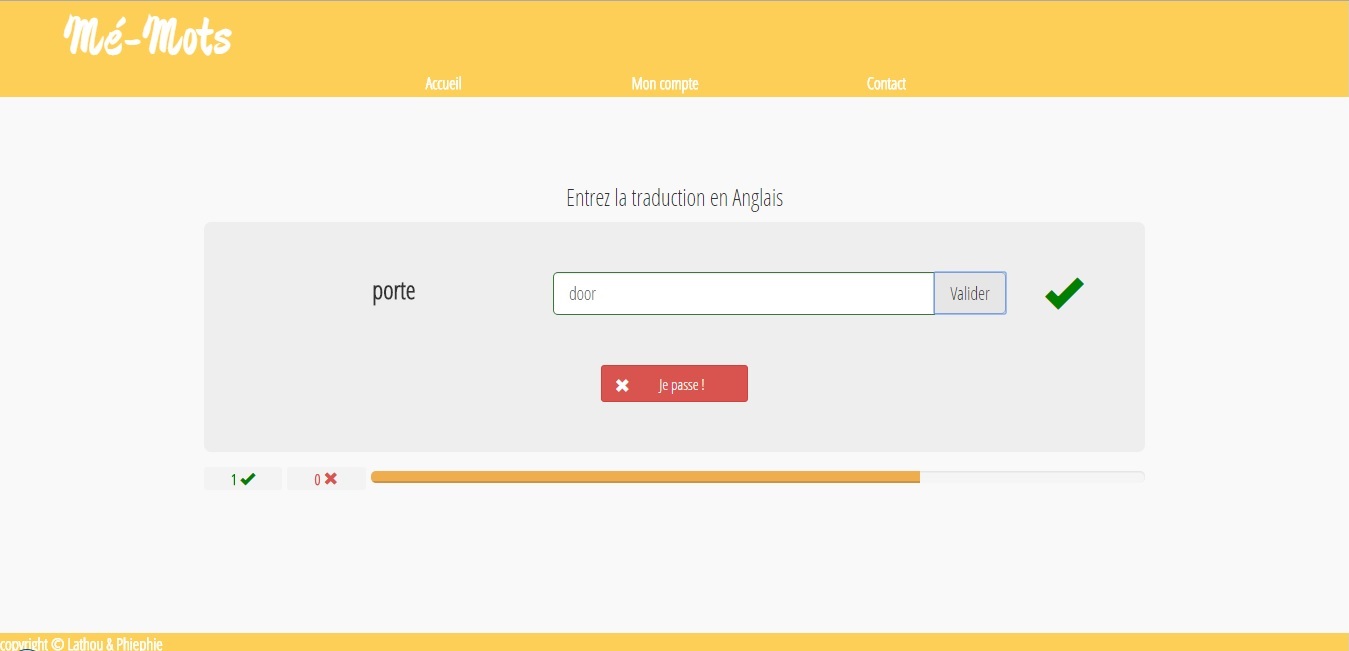 Mé-Mots
Accueil Mon compte Contact
Entrez la traduction en Anglais
porte door Valider
Je passe !
1 0
copyright © Lathou & Phiephie